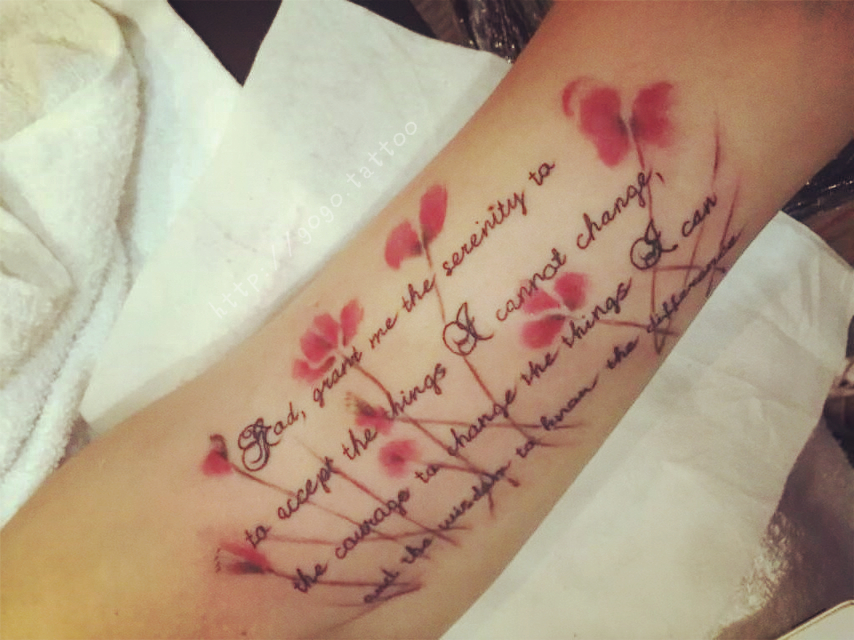 God, grant me the serenity to
to accept the things I cannot change,
the courage to change the things I can
and the wisdom to know the difference
http://gogo.tattoo